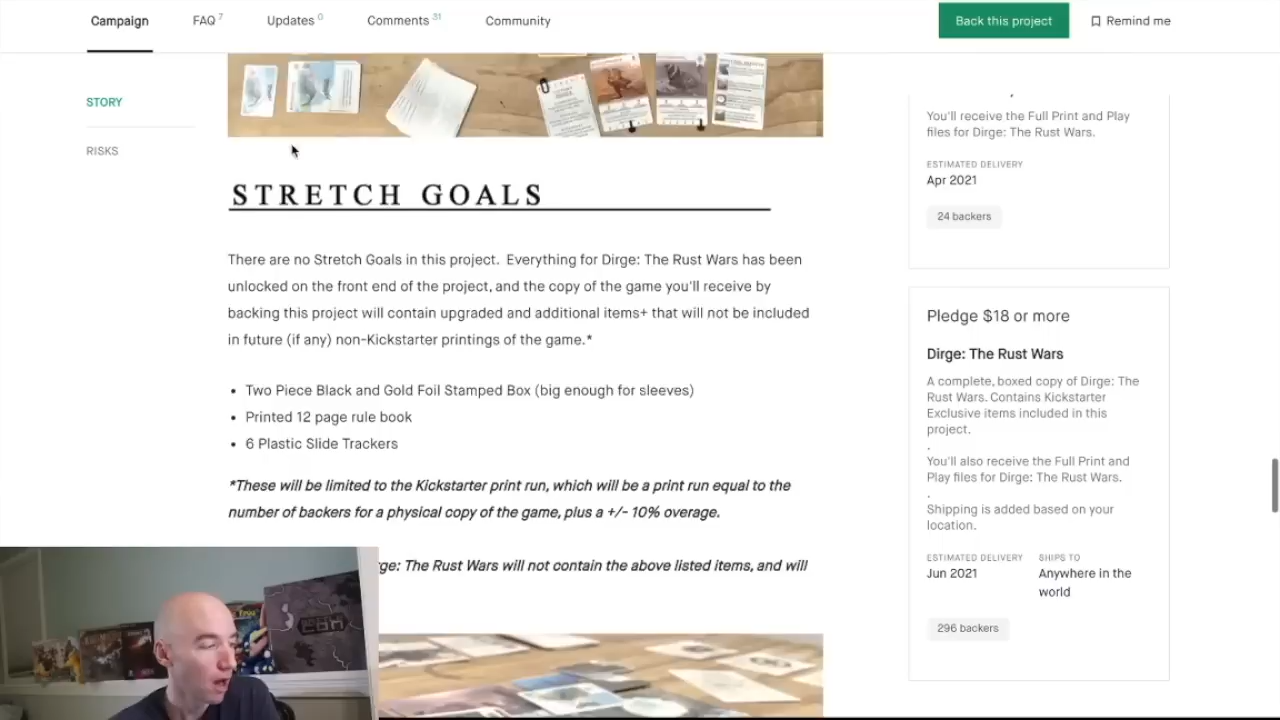 Campaign
FAQ 7
Updates 0
Comments 31
Community
Back this project
Remind me
STORY
RISKS
STRETCH GOALS
There are no Stretch Goals in this project. Everything for Dirge: The Rust Wars has been
unlocked on the front end of the project, and the copy of the game you'll receive by
backing this project will contain upgraded and additional items+ that will not be included
in future (if any) non-Kickstarter printings of the game.*
• Two Piece Black and Gold Foil Stamped Box (big enough for sleeves)
• Printed 12 page rule book
• 6 Plastic Slide Trackers
*These will be limited to the Kickstarter print run, which will be a print run equal to the
number of backers for a physical copy of the game, plus a +/- 10% overage.
rge: The Rust Wars will not contain the above listed items, and will
You'll receive the Full Print and Play
files for Dirge: The Rust Wars.
ESTIMATED DELIVERY
Apr 2021
24 backers
Pledge $18 or more
Dirge: The Rust Wars
A complete, boxed copy of Dirge: The
Rust Wars. Contains Kickstarter
Exclusive items included in this
project.
.
You'll also receive the Full Print and
Play files for Dirge: The Rust Wars.
.
Shipping is added based on your
location.
ESTIMATED DELIVERY
Jun 2021
SHIPS TO
Anywhere in the
world
296 backers